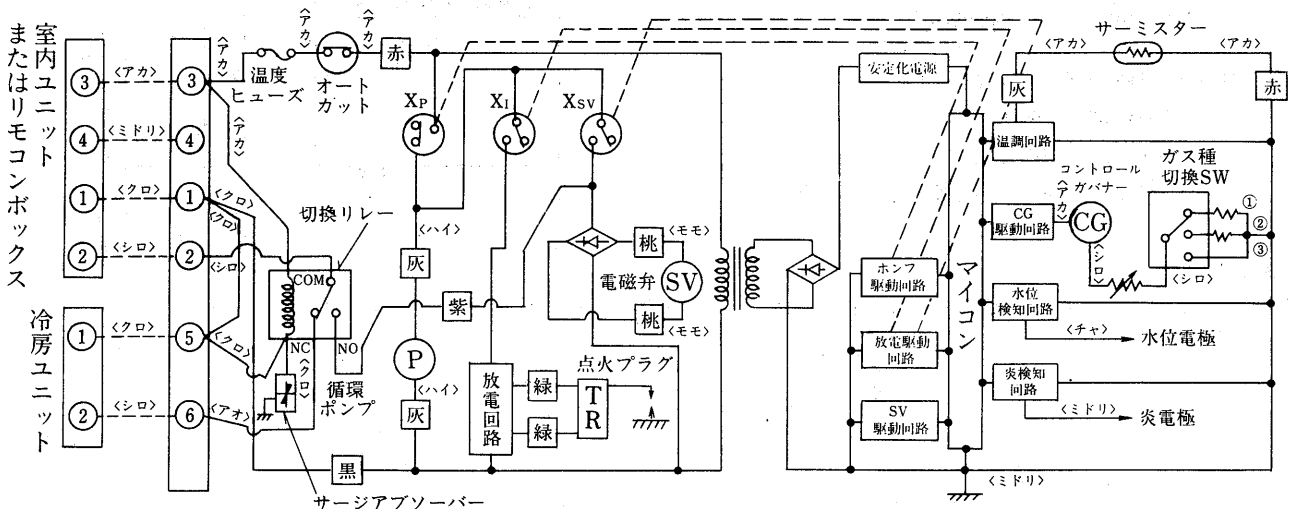 室内ユニット
またはリモコンボックス
③
〈アカ〉
③
④
〈ミドリ〉
④
①
〈クロ〉
①
②
〈シロ〉
②
冷房ユニット
①
〈クロ〉
⑤
②
〈シロ〉
⑥
〈アカ〉
温度
ヒューズ
〈アカ〉
オート
カット
〈アカ〉
赤
〈アカ〉
〈クロ〉
〈クロ〉
〈シロ〉
〈クロ〉
〈アオ〉
切換リレー
COM
NC
NO
〈クロ〉
循環
ポンプ
サージアブソーバー
黒
紫
XP
XI
XSV
〈ハイ〉
灰
P
〈ハイ〉
灰
放電回路
緑
緑
TR
点火プラグ
桃
〈モモ〉
電磁弁
SV
桃
〈モモ〉
安定化電源
マイコン
ホンプ
駆動回路
放電駆動
回路
SV
駆動回路
〈ミドリ〉
サーミスター
〈アカ〉
〈アカ〉
灰
赤
温調回路
コントロール
ガバナー
〈アカ〉
CG
駆動回路
CG
〈シロ〉
ガス種
切換SW
①
②
③
〈シロ〉
水位
検知回路
〈チャ〉
水位電極
炎検知
回路
〈ミドリ〉
炎電極